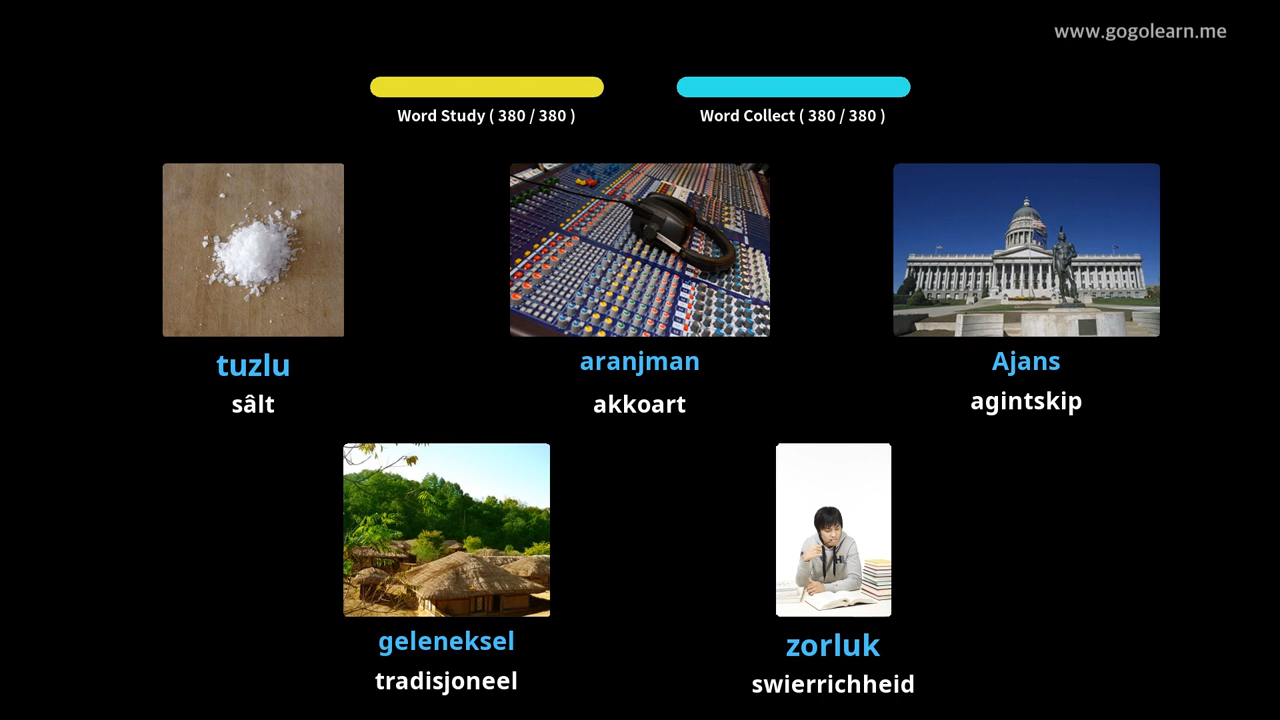 www.gogolearn.me
Word Study ( 380 / 380 )
Word Collect ( 380 / 380 )
tuzlu
sâlt
aranjman
akkoart
Ajans
agintskip
geleneksel
tradisjoneel
zorluk
swierrichheid